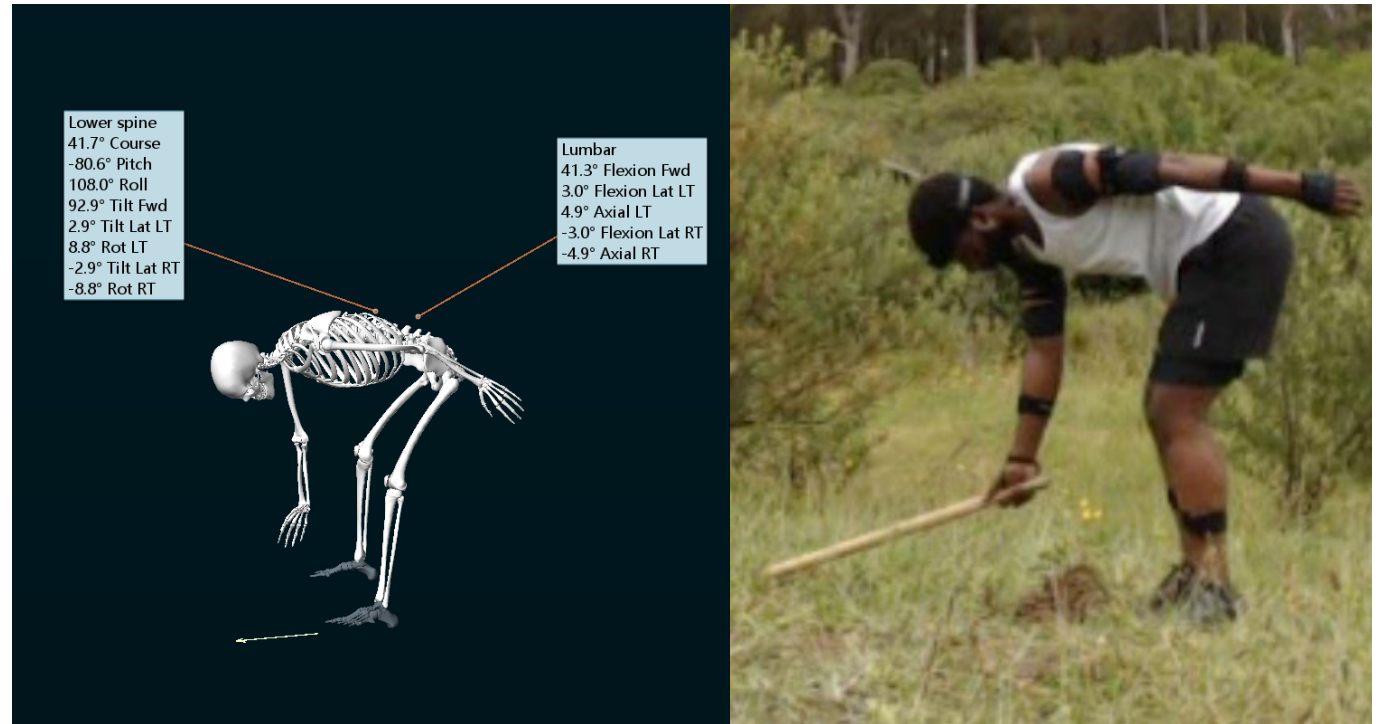 Lower spine
41.7° Course
-80.6° Pitch
108.0° Roll
92.9° Tilt Fwd
2.9° Tilt Lat LT
8.8° Rot LT
-2.9° Tilt Lat RT
-8.8° Rot RT
Lumbar
41.3° Flexion Fwd
3.0° Flexion Lat LT
4.9° Axial LT
-3.0° Flexion Lat RT
-4.9° Axial RT